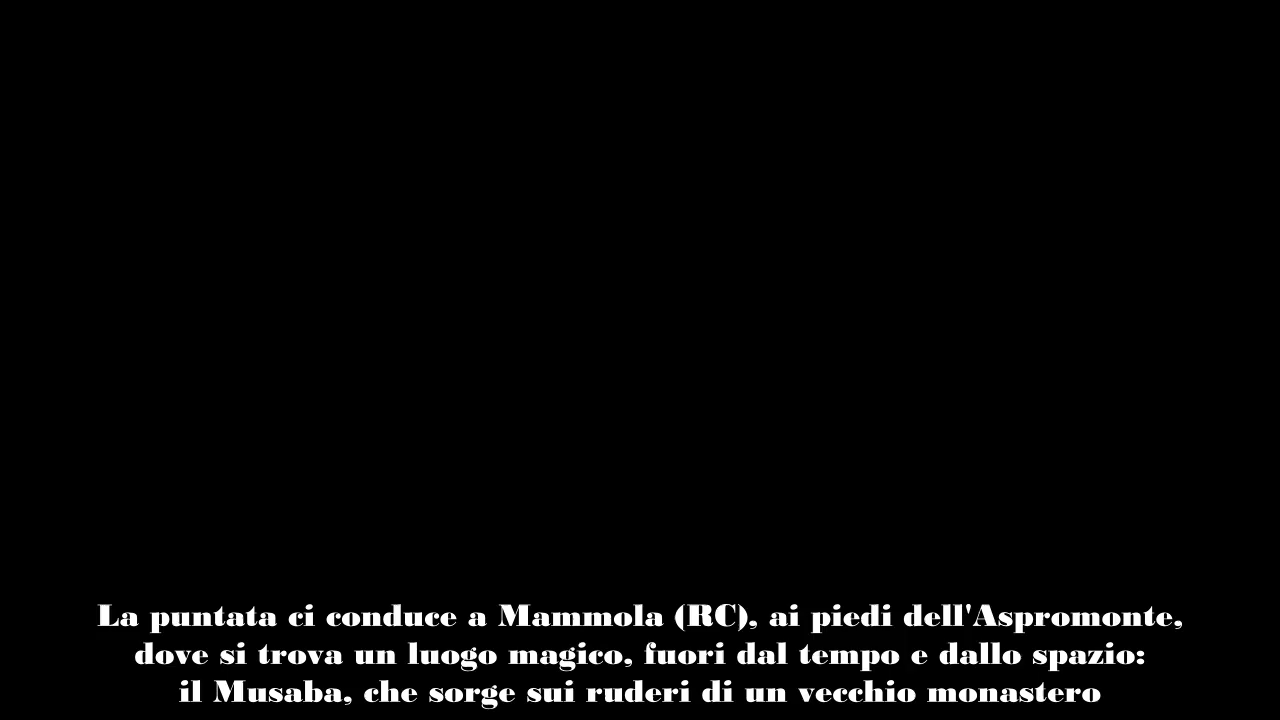 La puntata ci conduce a Mammola (RC), ai piedi dell'Aspromonte,
dove si trova un luogo magico, fuori dal tempo e dallo spazio:
il Musaba, che sorge sui ruderi di un vecchio monastero